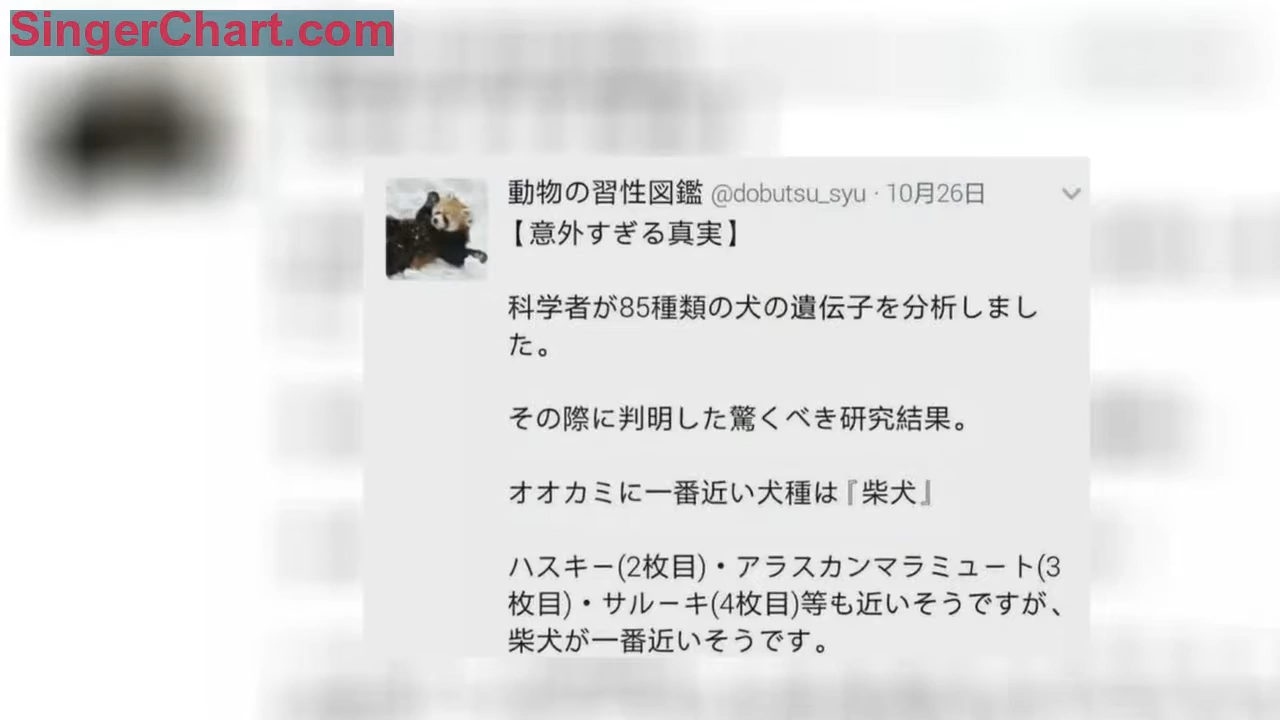 SingerChart.com
動物の習性図鑑 @dobutsu_syu · 10月26日
【意外すぎる真実】
科学者が85種類の犬の遺伝子を分析しまし
た。
その際に判明した驚くべき研究結果。
オオカミに一番近い犬種は『柴犬』
ハスキー(2枚目)・アラスカンマラミュート(3
枚目)・サルーキ(4枚目)等も近いそうですが、
柴犬が一番近いそうです。